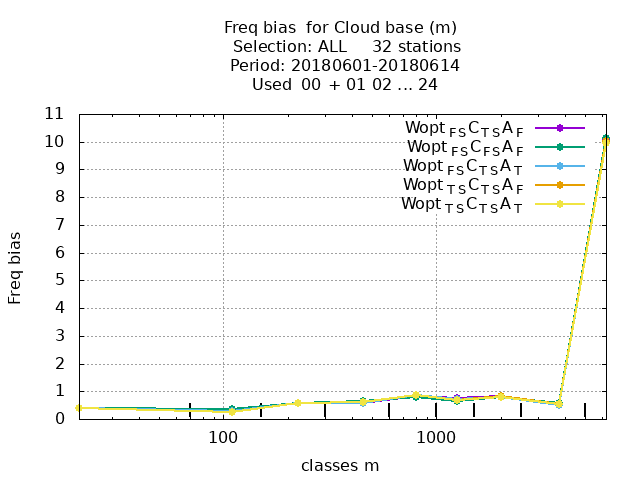 Freq bias  for Cloud base (m)
Selection: ALL     32 stations
Period: 20180601-20180614
Used  00 + 01 02 ... 24
11
10
9
8
7
6
5
4
3
2
1
0
Freq bias
Wopt FS C TS A F
Wopt FS C FS A F
Wopt FS C TS A T
Wopt TS C TS A F
Wopt TS C TS A T
100
1000
classes m